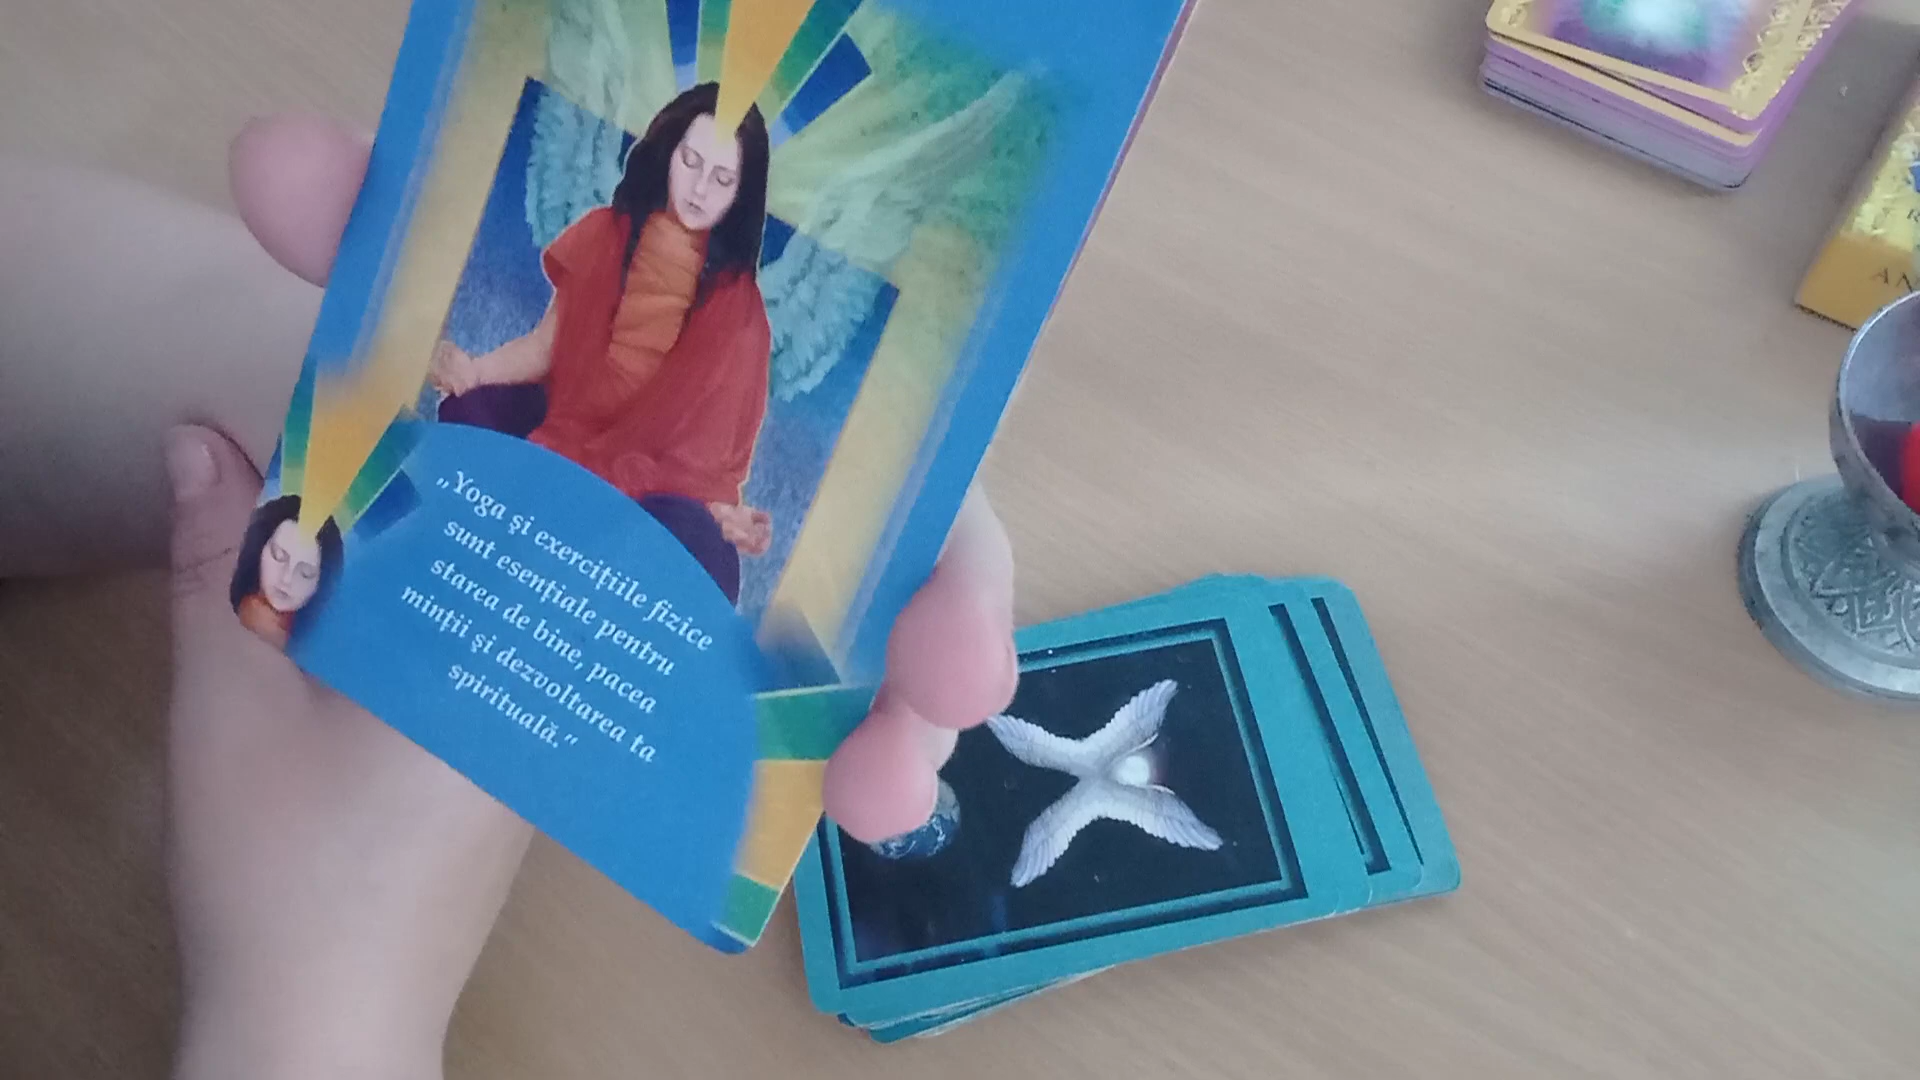 „Yoga şi exerciţiile fizice
sunt esenţiale pentru
starea de bine, pacea
minţii şi dezvoltarea ta
spirituală.”